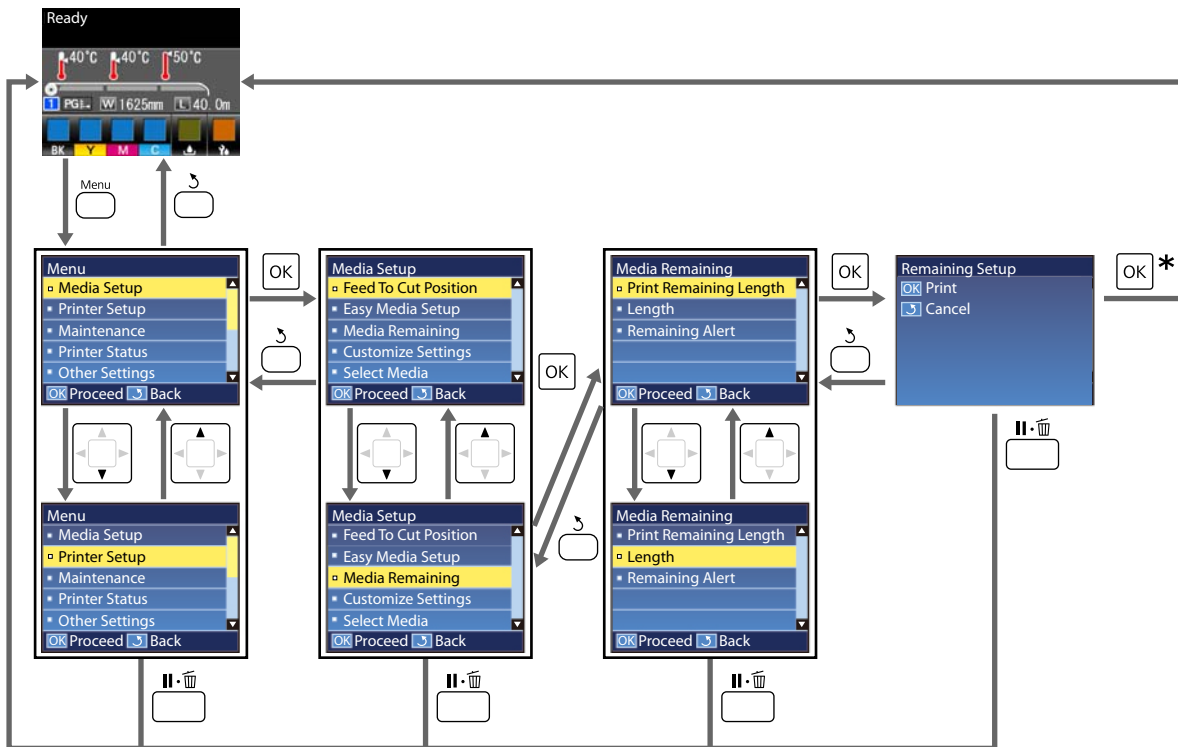 Ready
40°C 40°C 50°C
1 PG W 1625mm L 40. 0m
BK Y M C
Menu
Menu
Media Setup
Printer Setup
Maintenance
Printer Status
Other Settings
OK Proceed Back
OK
Media Setup
Feed To Cut Position
Easy Media Setup
Media Remaining
Customize Settings
Select Media
OK Proceed Back
OK
Media Remaining
Print Remaining Length
Length
Remaining Alert
OK Proceed Back
OK
Remaining Setup
OK Print
Cancel
OK *
Menu
Media Setup
Printer Setup
Maintenance
Printer Status
Other Settings
OK Proceed Back
Media Setup
Feed To Cut Position
Easy Media Setup
Media Remaining
Customize Settings
Select Media
OK Proceed Back
Media Remaining
Print Remaining Length
Length
Remaining Alert
OK Proceed Back